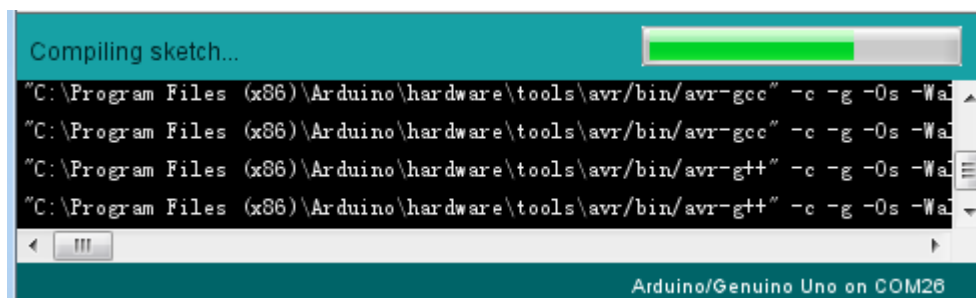 Compiling sketch...
"C:\Program Files (x86)\Arduino\hardware\tools\avr/bin/avr-gcc" -c -g -Os -Wal
"C:\Program Files (x86)\Arduino\hardware\tools\avr/bin/avr-gcc" -c -g -Os -Wal
"C:\Program Files (x86)\Arduino\hardware\tools\avr/bin/avr-g++" -c -g -Os -Wal
"C:\Program Files (x86)\Arduino\hardware\tools\avr/bin/avr-g++" -c -g -Os -Wal
Arduino/Genuino Uno on COM26